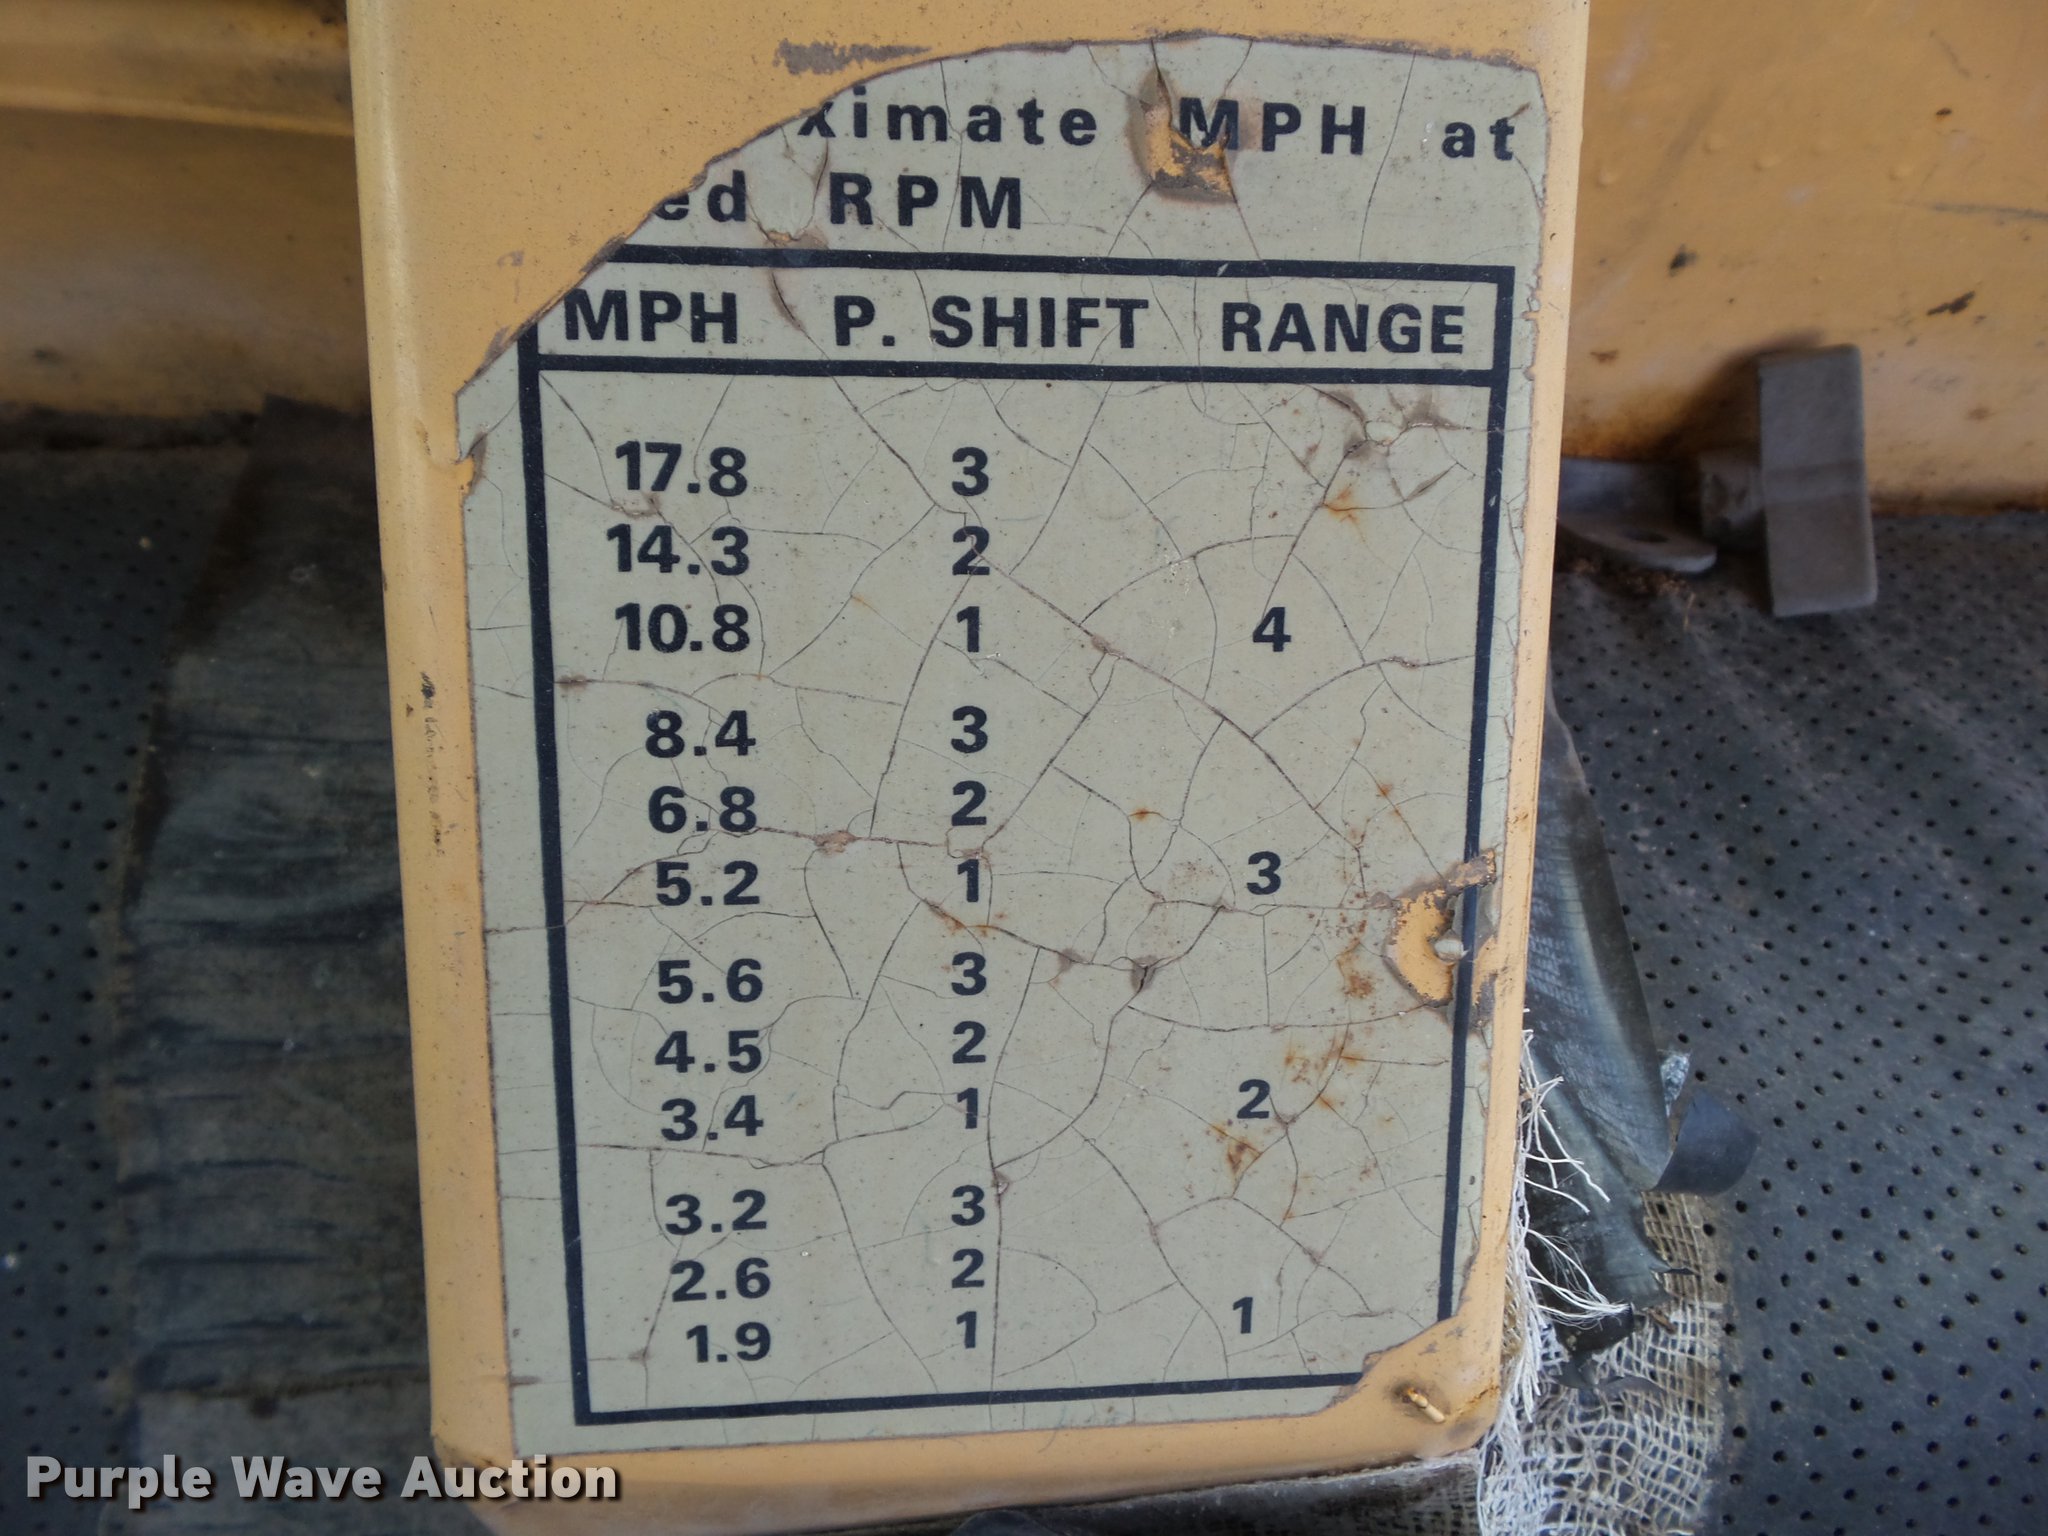 ximate MPH at
ed RPM
MPH P. SHIFT RANGE
17.8 3
14.3 2
10.8 1 4
8.4 3
6.8 2
5.2 1 3
5.6 3
4.5 2
3.4 1 2
3.2 3
2.6 2
1.9 1 1
Purple Wave Auction